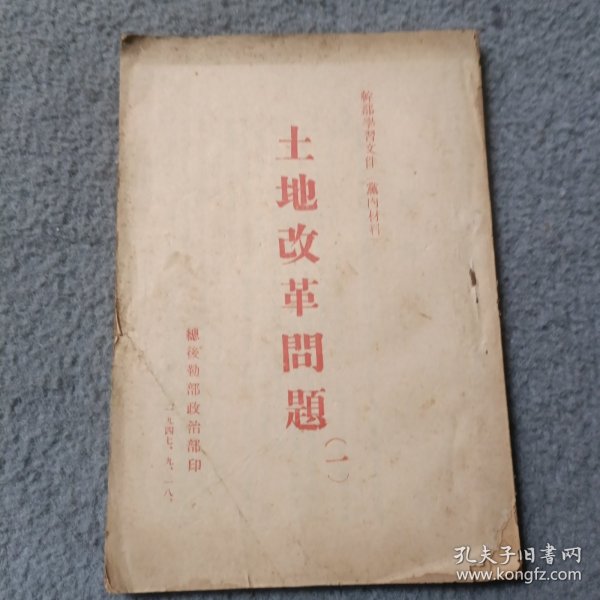 幹部學習文件 黨內材料
土地改革問題(一)
總後勤部政治部印
一九四七、九、一八、
孔夫子旧書网
www.kongfz.com